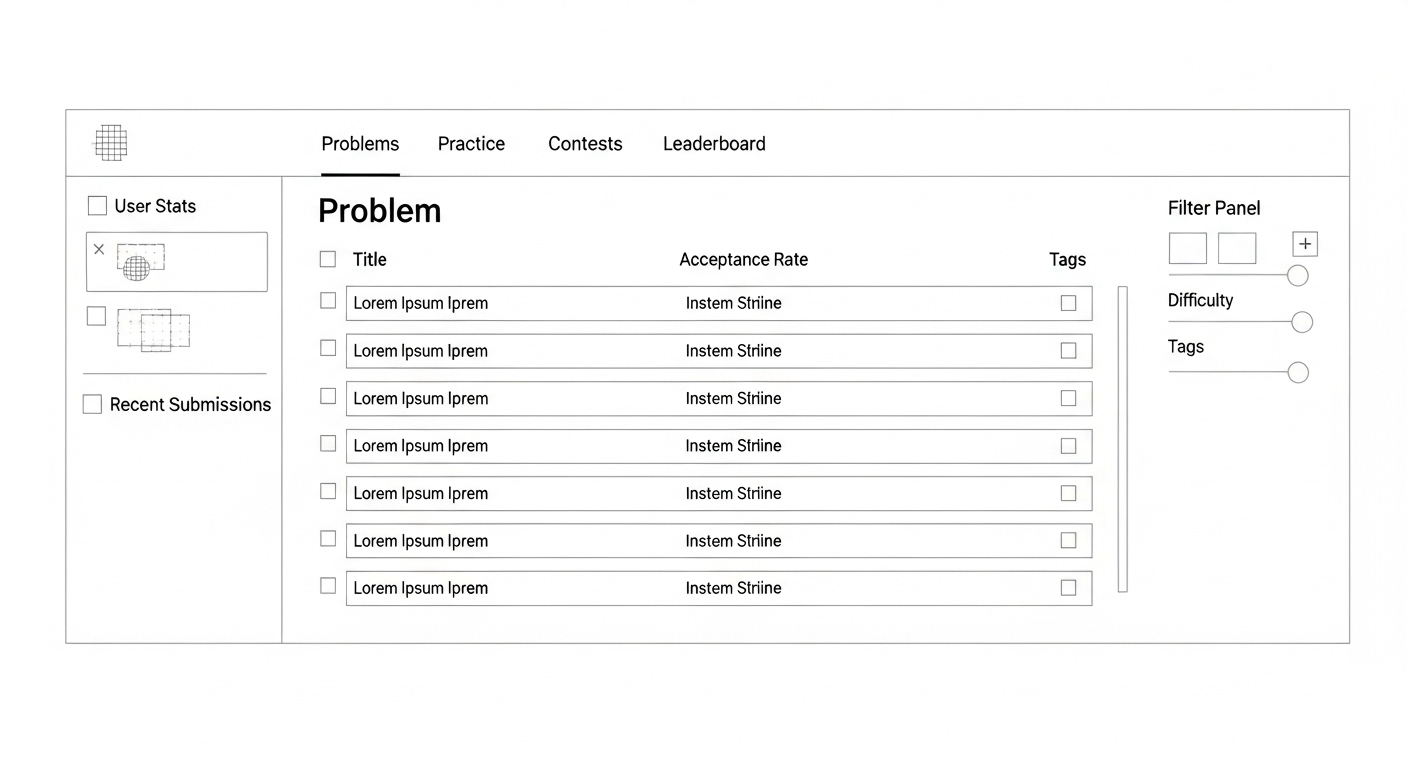 Problems Practice Contests Leaderboard
User Stats
Recent Submissions
Problem
Title Acceptance Rate Tags
Lorem Ipsum Iprem Instem Striine
Lorem Ipsum Iprem Instem Striine
Lorem Ipsum Iprem Instem Striine
Lorem Ipsum Iprem Instem Striine
Lorem Ipsum Iprem Instem Striine
Lorem Ipsum Iprem Instem Striine
Lorem Ipsum Iprem Instem Striine
Filter Panel
Difficulty
Tags